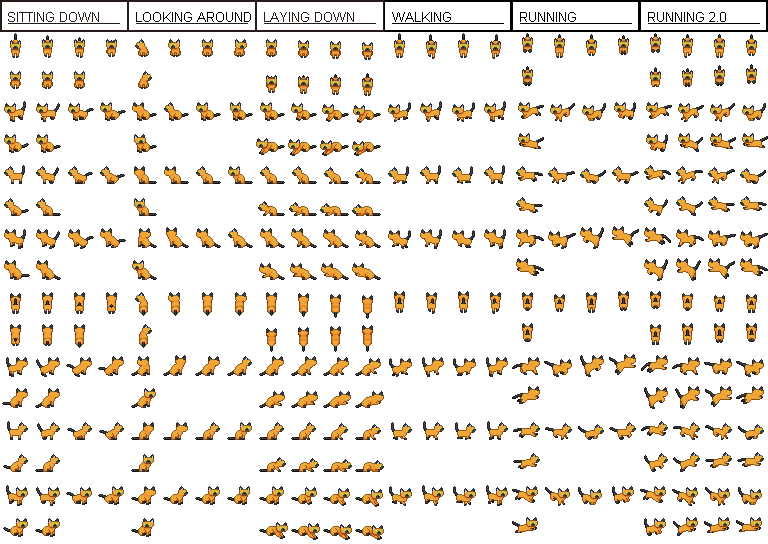 SITTING DOWN
LOOKING AROUND
LAYING DOWN
WALKING
RUNNING
RUNNING 2.0